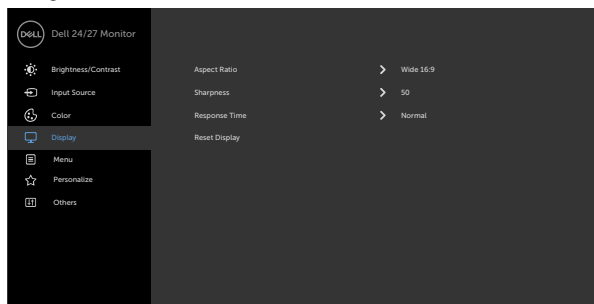 DELL Dell 24/27 Monitor
Brightness/Contrast Aspect Ratio Wide 16:9
Input Source Sharpness 50
Color Response Time Normal
Display Reset Display
Menu
Personalize
Others